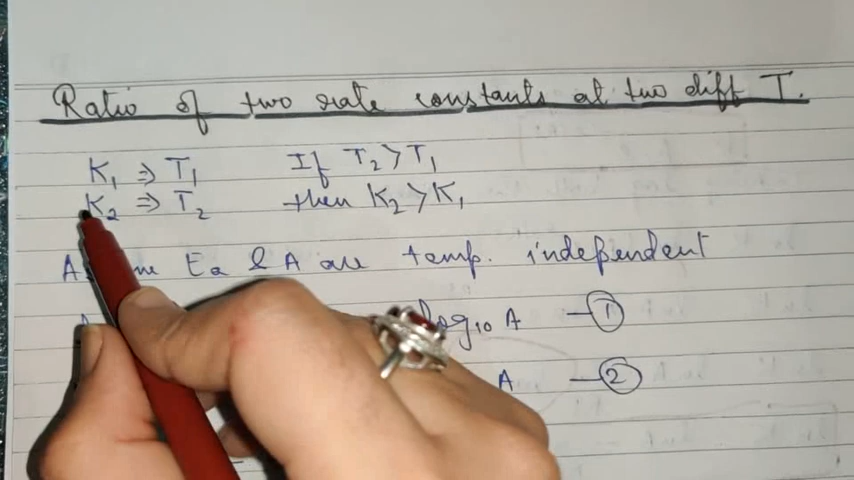 Ratio of two rate constants at two diff T.
K₁ ⇒ T₁ If T₂ > T₁
K₂ ⇒ T₂ then K₂ > K₁
Ea & A are temp. independent
log₁₀ A — ①
A — ②